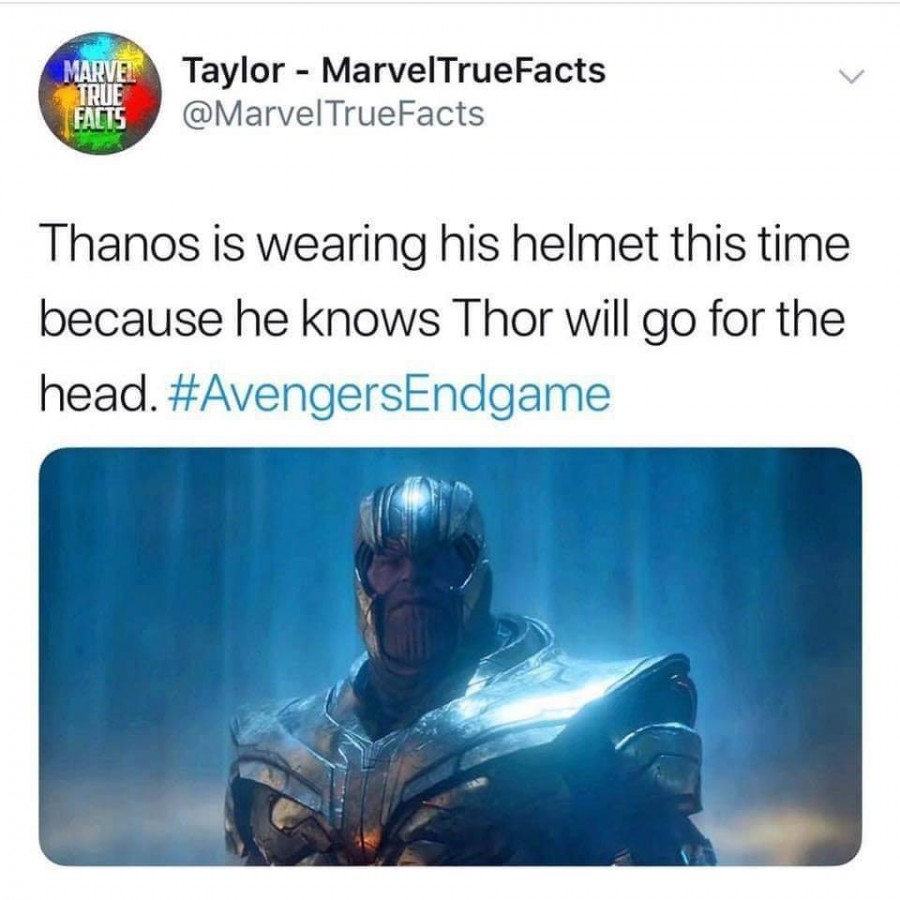 MARVEL
TRUE
FACTS
Taylor - MarvelTrueFacts
@MarvelTrueFacts
Thanos is wearing his helmet this time
because he knows Thor will go for the
head. #AvengersEndgame